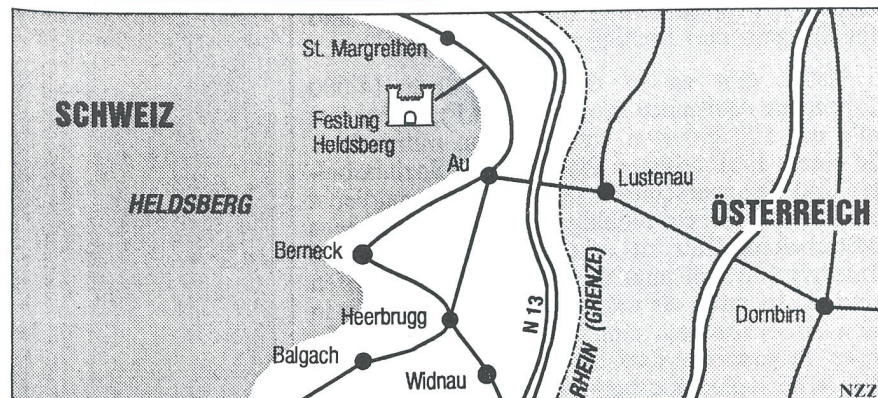 St. Margrethen
SCHWEIZ
Festung
Heldsberg
Au
Lustenau
HELDSBERG
ÖSTERREICH
Berneck
N 13
RHEIN (GRENZE)
Heerbrugg
Dornbirn
Balgach
Widnau
NZZ